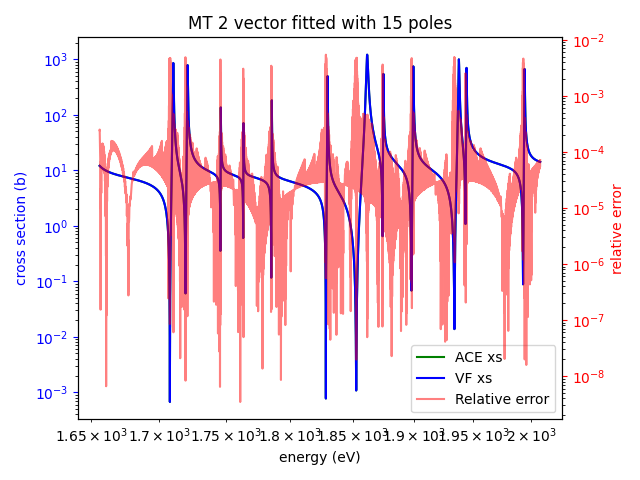 MT 2 vector fitted with 15 poles
cross section (b)
10³
10²
10¹
10⁰
10⁻¹
10⁻²
10⁻³
10⁻²
10⁻³
10⁻⁴
10⁻⁵
10⁻⁶
10⁻⁷
10⁻⁸
relative error
ACE xs
VF xs
Relative error
1.65 × 10³ 1.7 × 10³ 1.75 × 10³ 1.8 × 10³ 1.85 × 10³ 1.9 × 10³ 1.95 × 10³ 2 × 10³
energy (eV)